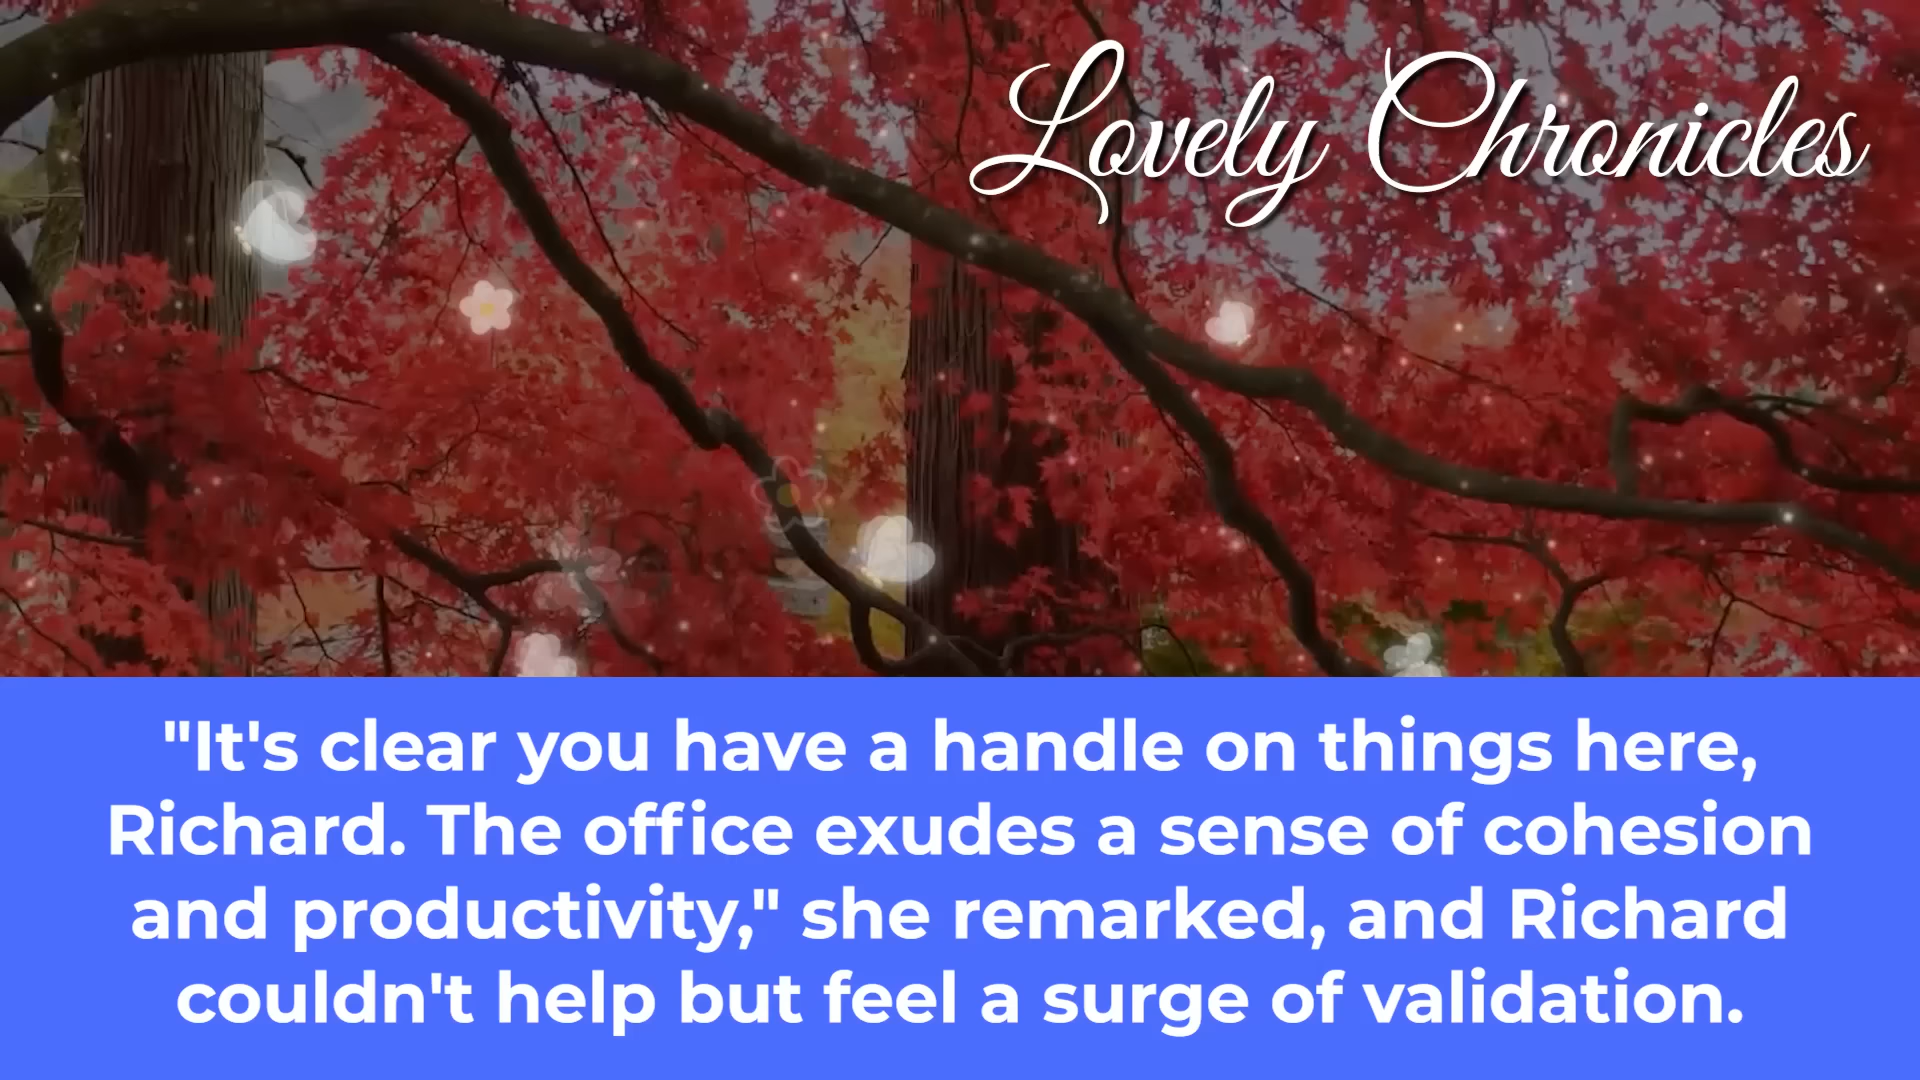 Lovely Chronicles
"It's clear you have a handle on things here,
Richard. The office exudes a sense of cohesion
and productivity," she remarked, and Richard
couldn't help but feel a surge of validation.